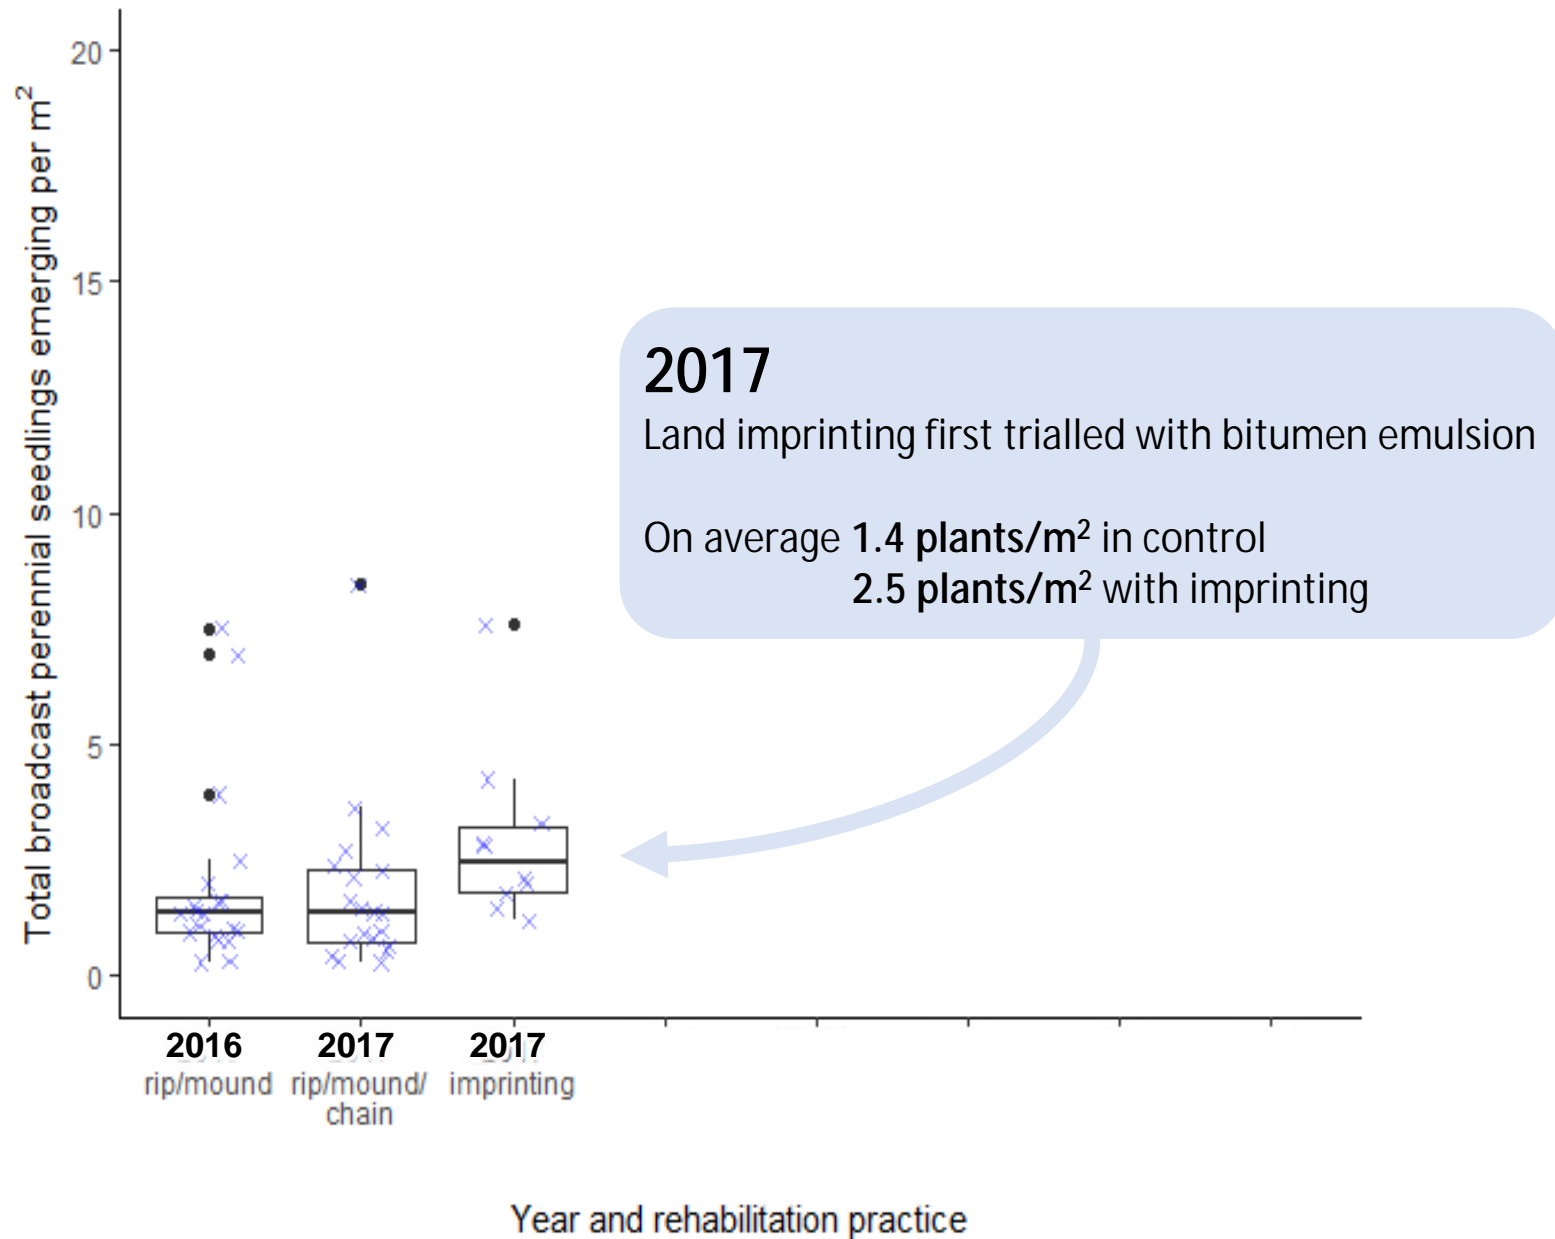 20
15
10
5
0
Total broadcast perennial seedlings emerging per m²
2017
Land imprinting first trialled with bitumen emulsion
On average 1.4 plants/m² in control
2.5 plants/m² with imprinting
2016
rip/mound
2017
rip/mound/
chain
2017
imprinting
Year and rehabilitation practice